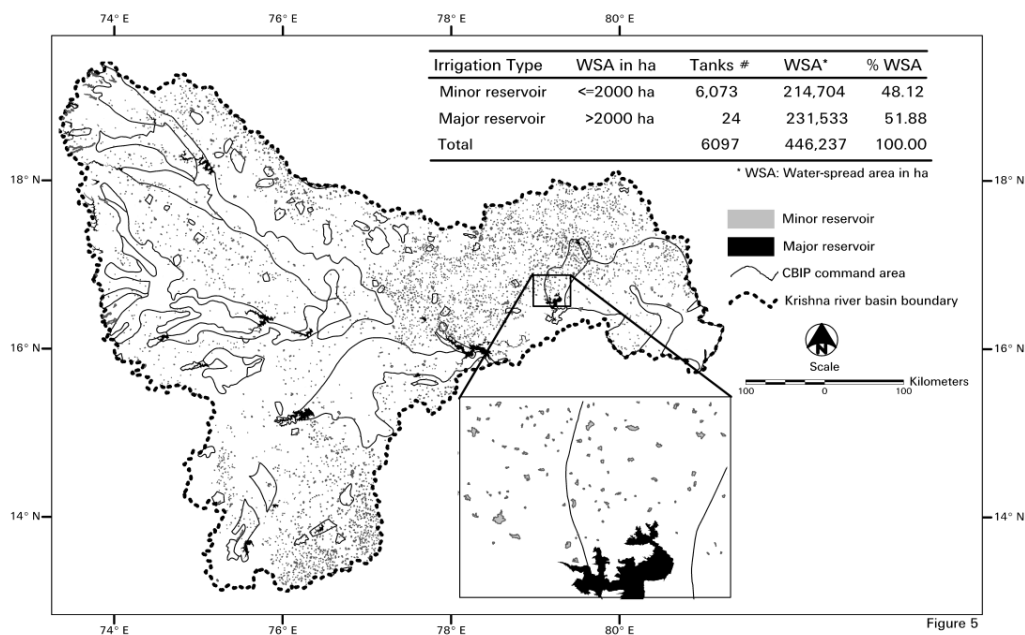 74° E 76° E 78° E 80° E
Irrigation Type WSA in ha Tanks # WSA* % WSA
Minor reservoir <=2000 ha 6,073 214,704 48.12
Major reservoir >2000 ha 24 231,533 51.88
Total 6097 446,237 100.00
* WSA: Water-spread area in ha
18° N 18° N
Minor reservoir
Major reservoir
CBIP command area
Krishna river basin boundary
N
16° N 16° N
Scale
Kilometers
100 0 100
14° N 14° N
74° E 76° E 78° E 80° E
Figure 5